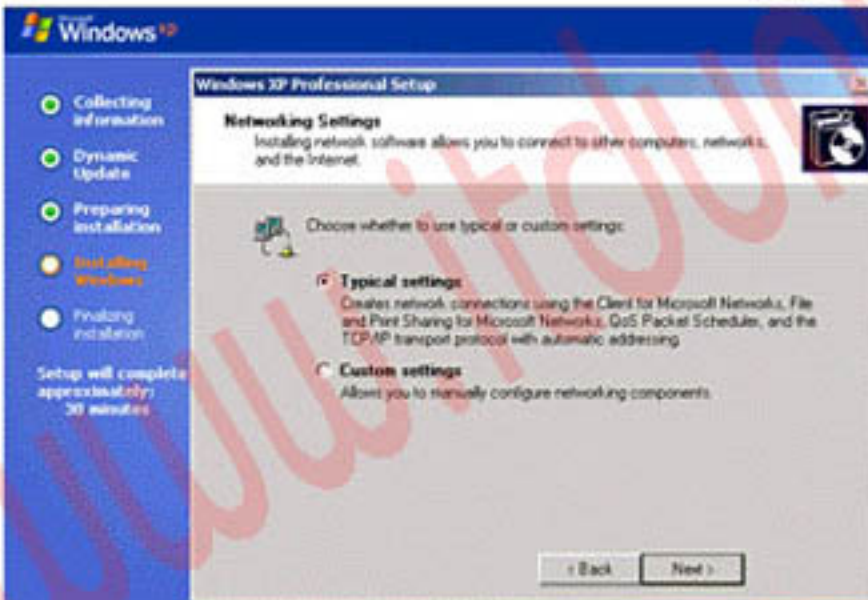 Microsoft
Windows XP
Collecting
information
Dynamic
Update
Preparing
installation
Installing
Windows
Finalizing
installation
Setup will complete
approximately:
30 minutes
Windows XP Professional Setup
Networking Settings
Installing network software allows you to connect to other computers, networks,
and the Internet.
Choose whether to use typical or custom settings:
Typical settings
Creates network connections using the Client for Microsoft Networks, File
and Print Sharing for Microsoft Networks, QoS Packet Scheduler, and the
TCP/IP transport protocol with automatic addressing.
Custom settings
Allows you to manually configure networking components.
< Back
Next >
www.itdun